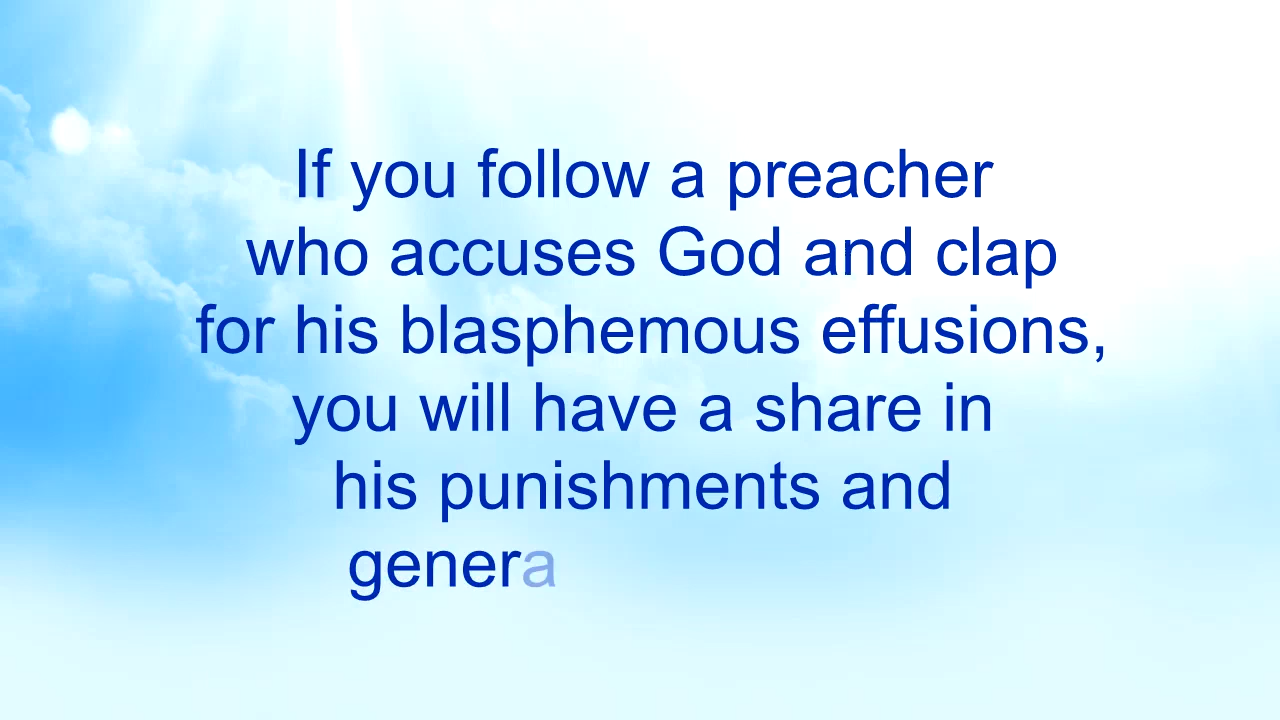 If you follow a preacher
who accuses God and clap
for his blasphemous effusions,
you will have a share in
his punishments and
genera